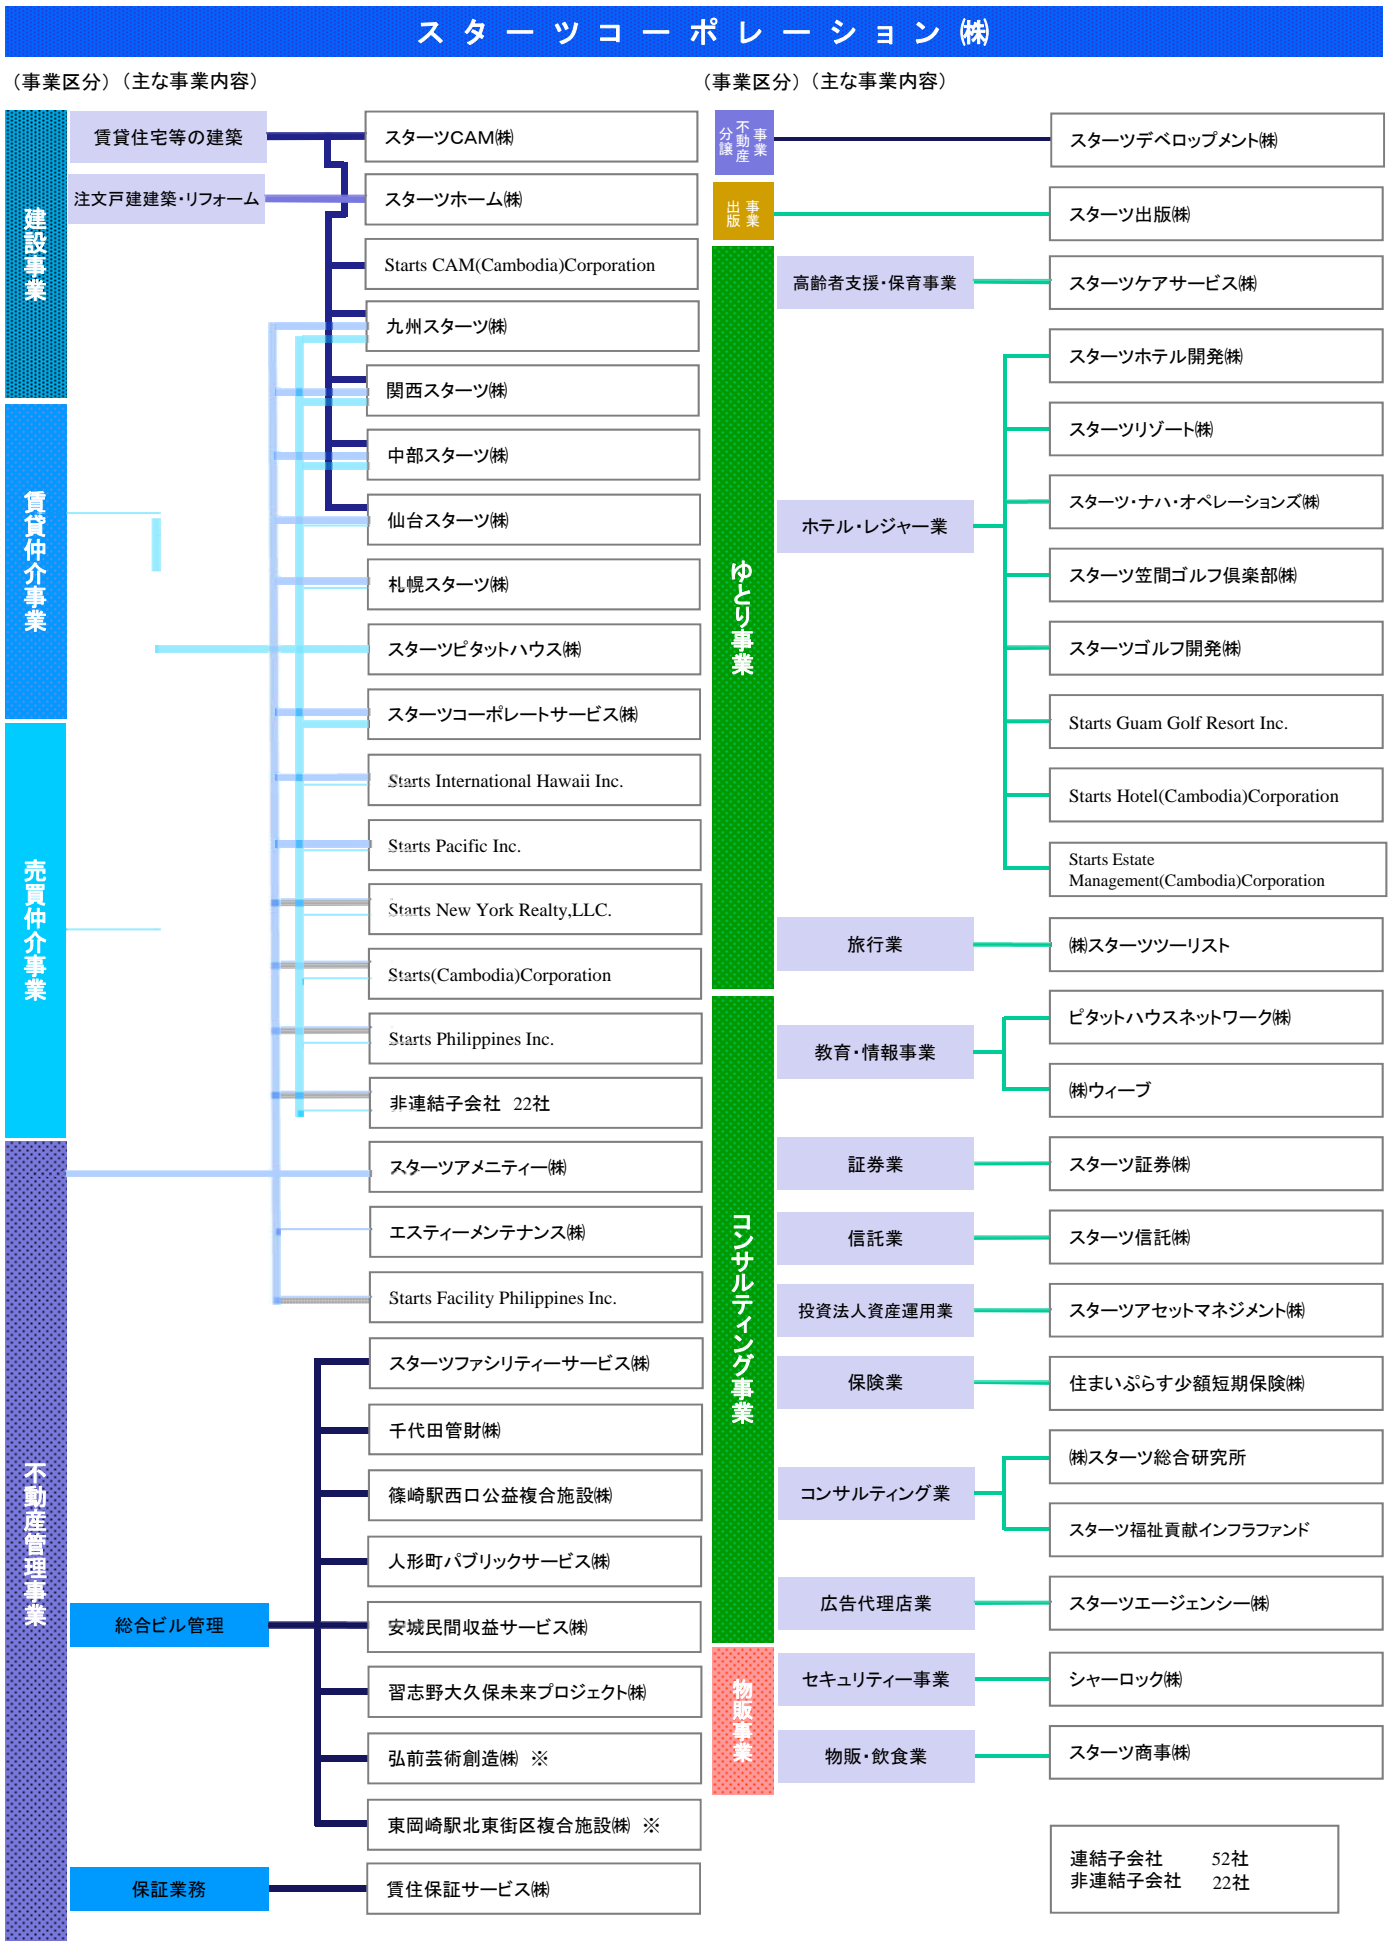 スターツコーポレーション㈱
（事業区分）（主な事業内容）
建設事業
賃貸住宅等の建築
スターツCAM㈱
注文戸建建築・リフォーム
スターツホーム㈱
Starts CAM(Cambodia)Corporation
九州スターツ㈱
関西スターツ㈱
中部スターツ㈱
仙台スターツ㈱
札幌スターツ㈱
賃貸仲介事業
スターツピタットハウス㈱
スターツコーポレートサービス㈱
Starts International Hawaii Inc.
Starts Pacific Inc.
売買仲介事業
Starts New York Realty,LLC.
Starts(Cambodia)Corporation
Starts Philippines Inc.
非連結子会社 22社
不動産管理事業
スターツアメニティー㈱
エスティーメンテナンス㈱
Starts Facility Philippines Inc.
総合ビル管理
スターツファシリティーサービス㈱
千代田管財㈱
篠崎駅西口公益複合施設㈱
人形町パブリックサービス㈱
安城民間収益サービス㈱
習志野大久保未来プロジェクト㈱
弘前芸術創造㈱ ※
東岡崎駅北東街区複合施設㈱ ※
保証業務
賃住保証サービス㈱
（事業区分）（主な事業内容）
分譲
不動産
事業
スターツデベロップメント㈱
出版
事業
スターツ出版㈱
ゆとり事業
高齢者支援・保育事業
スターツケアサービス㈱
ホテル・レジャー業
スターツホテル開発㈱
スターツリゾート㈱
スターツ・ナハ・オペレーションズ㈱
スターツ笠間ゴルフ倶楽部㈱
スターツゴルフ開発㈱
Starts Guam Golf Resort Inc.
Starts Hotel(Cambodia)Corporation
Starts Estate
Management(Cambodia)Corporation
旅行業
㈱スターツツーリスト
コンサルティング事業
教育・情報事業
ピタットハウスネットワーク㈱
㈱ウィーブ
証券業
スターツ証券㈱
信託業
スターツ信託㈱
投資法人資産運用業
スターツアセットマネジメント㈱
保険業
住まいぷらす少額短期保険㈱
コンサルティング業
㈱スターツ総合研究所
スターツ福祉貢献インフラファンド
広告代理店業
スターツエージェンシー㈱
物販事業
セキュリティー事業
シャーロック㈱
物販・飲食業
スターツ商事㈱
連結子会社 52社
非連結子会社 22社